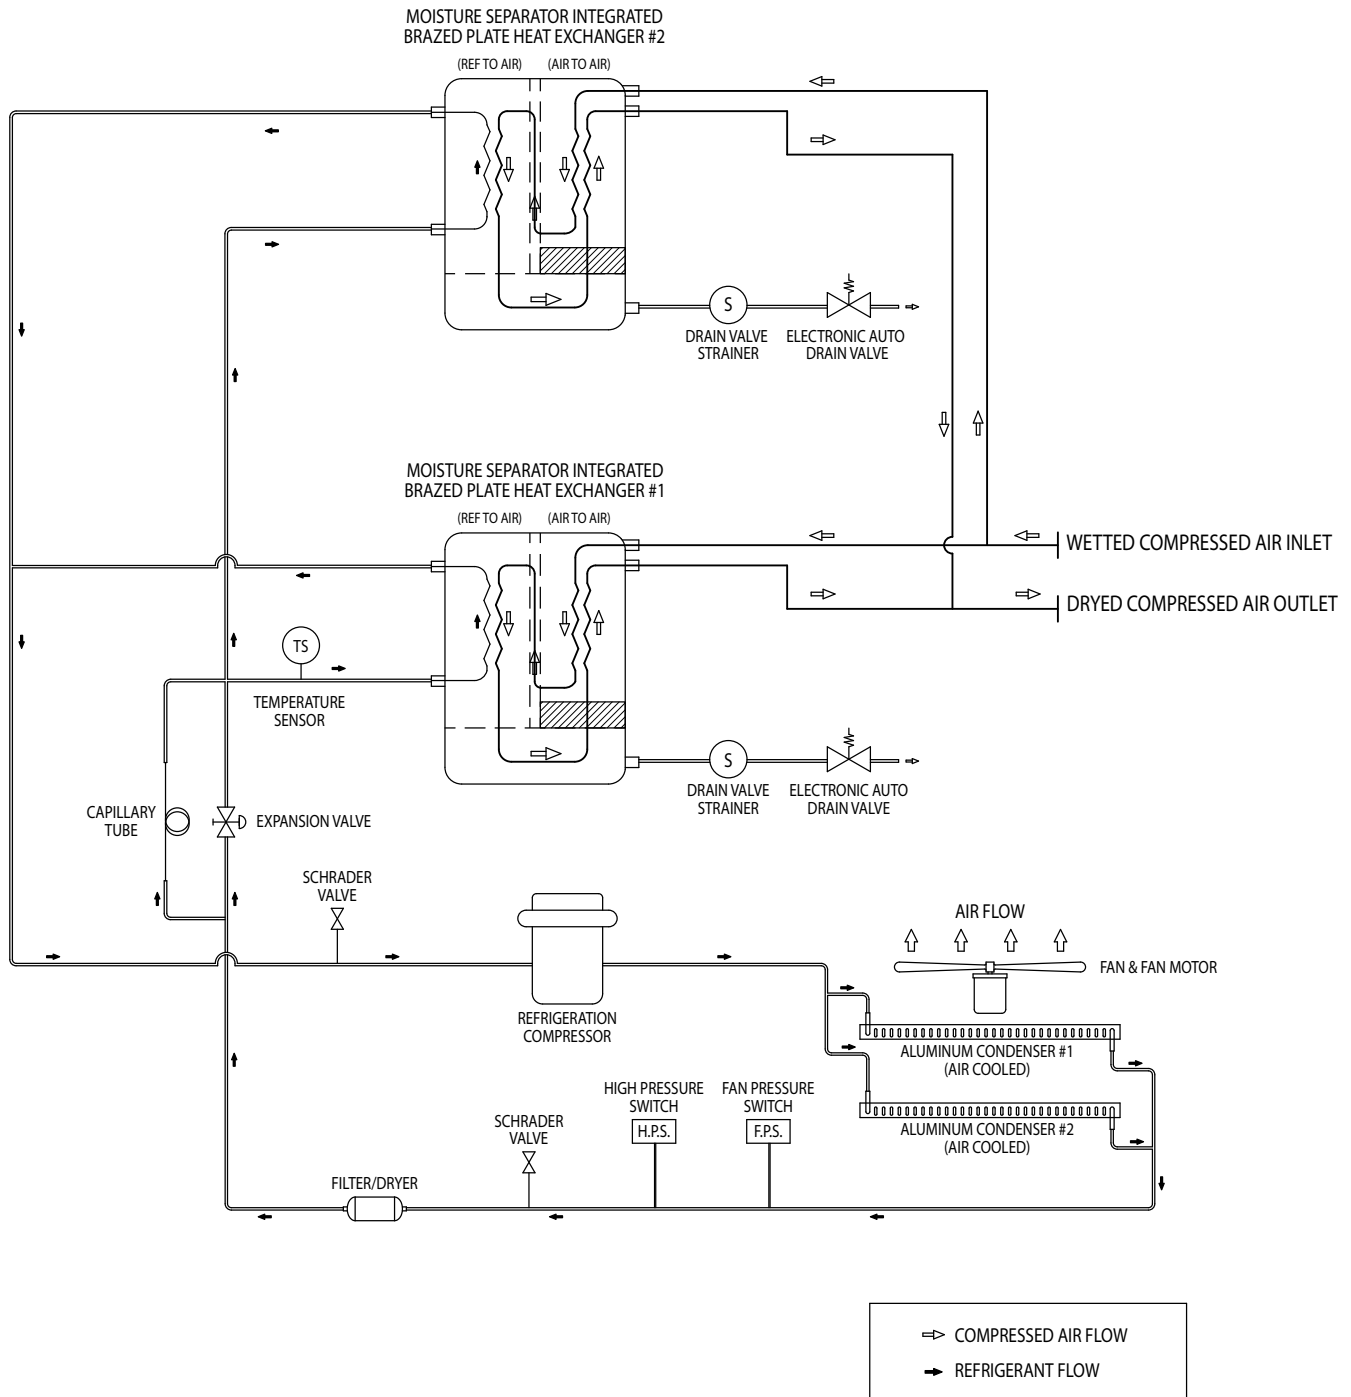 MOISTURE SEPARATOR INTEGRATED
BRAZED PLATE HEAT EXCHANGER #2
(REF TO AIR) (AIR TO AIR)
S
DRAIN VALVE
STRAINER
ELECTRONIC AUTO
DRAIN VALVE
MOISTURE SEPARATOR INTEGRATED
BRAZED PLATE HEAT EXCHANGER #1
(REF TO AIR) (AIR TO AIR)
WETTED COMPRESSED AIR INLET
DRYED COMPRESSED AIR OUTLET
TS
TEMPERATURE
SENSOR
S
DRAIN VALVE
STRAINER
ELECTRONIC AUTO
DRAIN VALVE
CAPILLARY
TUBE
EXPANSION VALVE
SCHRADER
VALVE
REFRIGERATION
COMPRESSOR
AIR FLOW
FAN & FAN MOTOR
ALUMINUM CONDENSER #1
(AIR COOLED)
HIGH PRESSURE
SWITCH
H.P.S.
FAN PRESSURE
SWITCH
F.P.S.
ALUMINUM CONDENSER #2
(AIR COOLED)
SCHRADER
VALVE
FILTER/DRYER
COMPRESSED AIR FLOW
REFRIGERANT FLOW